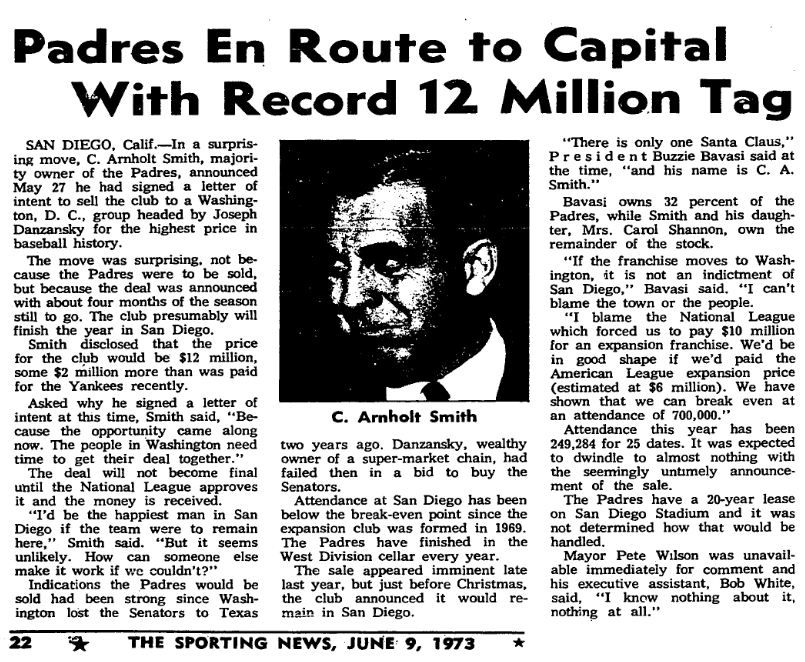 Padres En Route to Capital
With Record 12 Million Tag
SAN DIEGO, Calif.—In a surpris-
ing move, C. Arnholt Smith, majori-
ty owner of the Padres, announced
May 27 he had signed a letter of
intent to sell the club to a Washing-
ton, D. C., group headed by Joseph
Danzansky for the highest price in
baseball history.
The move was surprising, not be-
cause the Padres were to be sold,
but because the deal was announced
with about four months of the season
still to go. The club presumably will
finish the year in San Diego.
Smith disclosed that the price
for the club would be $12 million,
some $2 million more than was paid
for the Yankees recently.
Asked why he signed a letter of
intent at this time, Smith said, "Be-
cause the opportunity came along
now. The people in Washington need
time to get their deal together."
The deal will not become final
until the National League approves
it and the money is received.
"I'd be the happiest man in San
Diego if the team were to remain
here," Smith said. "But it seems
unlikely. How can someone else
make it work if we couldn't?"
Indications the Padres would be
sold had been strong since Wash-
ington lost the Senators to Texas
C. Arnholt Smith
two years ago. Danzansky, wealthy
owner of a super-market chain, had
failed then in a bid to buy the
Senators.
Attendance at San Diego has been
below the break-even point since the
expansion club was formed in 1969.
The Padres have finished in the
West Division cellar every year.
The sale appeared imminent late
last year, but just before Christmas,
the club announced it would re-
main in San Diego.
"There is only one Santa Claus,"
President Buzzie Bavasi said at
the time, "and his name is C. A.
Smith."
Bavasi owns 32 percent of the
Padres, while Smith and his daugh-
ter, Mrs. Carol Shannon, own the
remainder of the stock.
"If the franchise moves to Wash-
ington, it is not an indictment of
San Diego," Bavasi said. "I can't
blame the town or the people.
"I blame the National League
which forced us to pay $10 million
for an expansion franchise. We'd be
in good shape if we'd paid the
American League expansion price
(estimated at $6 million). We have
shown that we can break even at
an attendance of 700,000."
Attendance this year has been
249,284 for 25 dates. It was expected
to dwindle to almost nothing with
the seemingly untimely announce-
ment of the sale.
The Padres have a 20-year lease
on San Diego Stadium and it was
not determined how that would be
handled.
Mayor Pete Wilson was unavail-
able immediately for comment and
his executive assistant, Bob White,
said, "I know nothing about it,
nothing at all."
22 ★ THE SPORTING NEWS, JUNE 9, 1973 ★